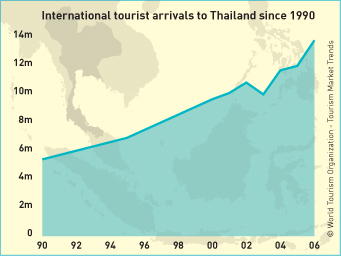 International tourist arrivals to Thailand since 1990
14m
12m
10m
8m
6m
4m
2m
0
90 92 94 96 98 00 02 04 06
© World Tourism Organization - Tourism Market Trends